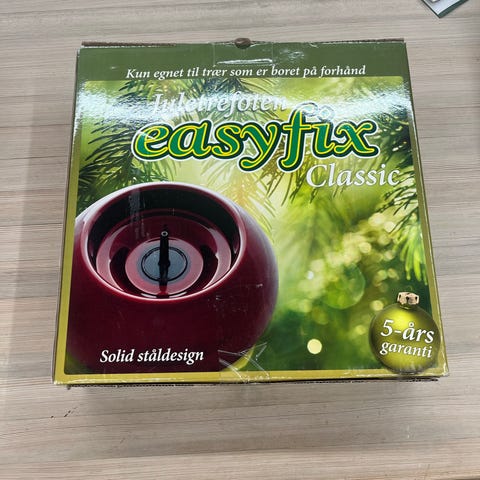 Kun egnet til trær som er boret på forhånd
Juletrefoten
easyfix
Classic
5-års
garanti
Solid ståldesign